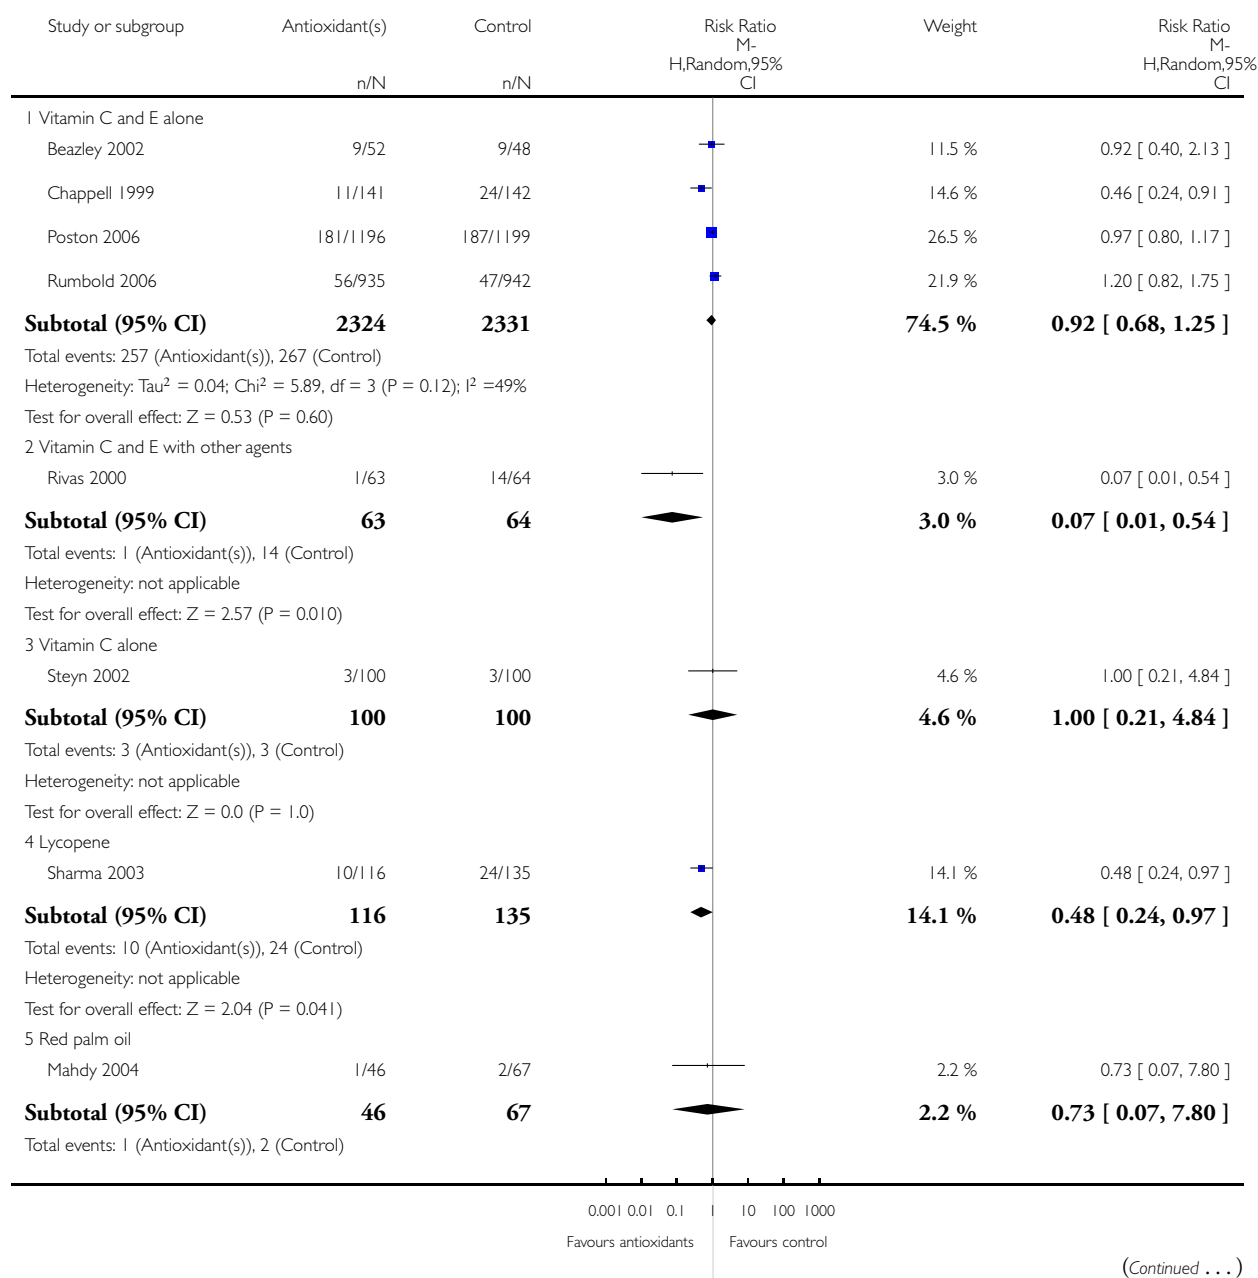 Study or subgroup Antioxidant(s) Control Risk Ratio Weight Risk Ratio
M-H,Random,95% CI M-H,Random,95% CI
n/N n/N
1 Vitamin C and E alone
Beazley 2002 9/52 9/48 11.5 % 0.92 [ 0.40, 2.13 ]
Chappell 1999 11/141 24/142 14.6 % 0.46 [ 0.24, 0.91 ]
Poston 2006 181/1196 187/1199 26.5 % 0.97 [ 0.80, 1.17 ]
Rumbold 2006 56/935 47/942 21.9 % 1.20 [ 0.82, 1.75 ]
Subtotal (95% CI) 2324 2331 74.5 % 0.92 [ 0.68, 1.25 ]
Total events: 257 (Antioxidant(s)), 267 (Control)
Heterogeneity: Tau² = 0.04; Chi² = 5.89, df = 3 (P = 0.12); I² =49%
Test for overall effect: Z = 0.53 (P = 0.60)
2 Vitamin C and E with other agents
Rivas 2000 1/63 14/64 3.0 % 0.07 [ 0.01, 0.54 ]
Subtotal (95% CI) 63 64 3.0 % 0.07 [ 0.01, 0.54 ]
Total events: 1 (Antioxidant(s)), 14 (Control)
Heterogeneity: not applicable
Test for overall effect: Z = 2.57 (P = 0.010)
3 Vitamin C alone
Steyn 2002 3/100 3/100 4.6 % 1.00 [ 0.21, 4.84 ]
Subtotal (95% CI) 100 100 4.6 % 1.00 [ 0.21, 4.84 ]
Total events: 3 (Antioxidant(s)), 3 (Control)
Heterogeneity: not applicable
Test for overall effect: Z = 0.0 (P = 1.0)
4 Lycopene
Sharma 2003 10/116 24/135 14.1 % 0.48 [ 0.24, 0.97 ]
Subtotal (95% CI) 116 135 14.1 % 0.48 [ 0.24, 0.97 ]
Total events: 10 (Antioxidant(s)), 24 (Control)
Heterogeneity: not applicable
Test for overall effect: Z = 2.04 (P = 0.041)
5 Red palm oil
Mahdy 2004 1/46 2/67 2.2 % 0.73 [ 0.07, 7.80 ]
Subtotal (95% CI) 46 67 2.2 % 0.73 [ 0.07, 7.80 ]
Total events: 1 (Antioxidant(s)), 2 (Control)
0.001 0.01 0.1 1 10 100 1000
Favours antioxidants Favours control
(Continued . . . )